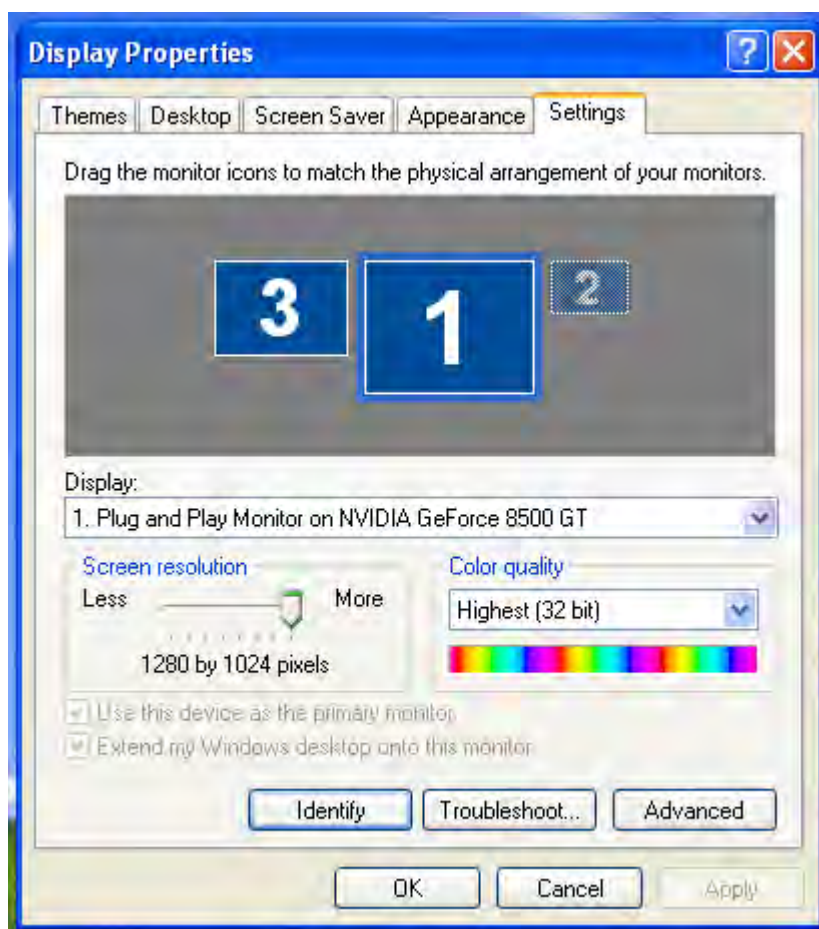 Display Properties
Themes Desktop Screen Saver Appearance Settings
Drag the monitor icons to match the physical arrangement of your monitors.
3 1 2
Display:
1. Plug and Play Monitor on NVIDIA GeForce 8500 GT
Screen resolution
Less More
1280 by 1024 pixels
Color quality
Highest (32 bit)
Use this device as the primary monitor.
Extend my Windows desktop onto this monitor.
Identify Troubleshoot... Advanced
OK Cancel Apply